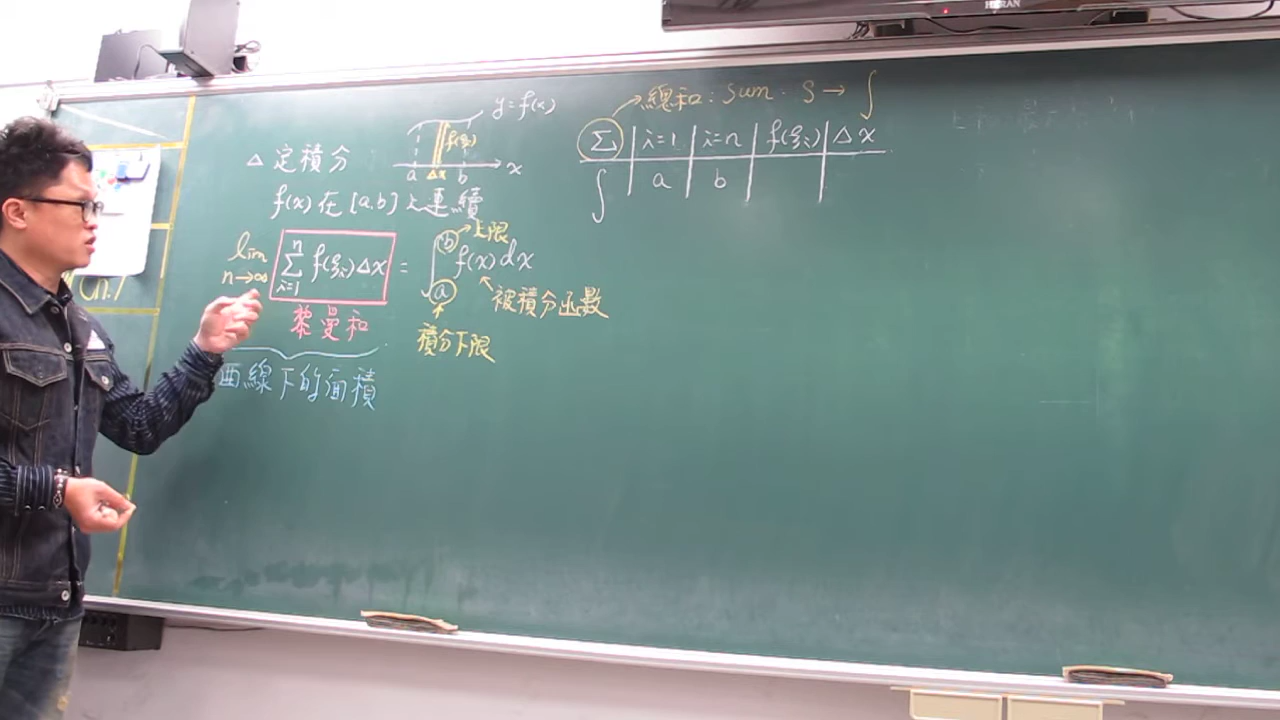 △ 定積分
y=f(x)
f(ξi)
a Δx b x
f(x) 在 [a,b] 上連續
lim n→∞ Σ i=1 n f(ξi)Δx = ∫ a b f(x)dx
上限
被積分函數
積分下限
黎曼和
曲線下的面積
總和: Sum. S → ∫
Σ | i=1 | i=n | f(ξi) | Δx
∫ | a | b
Ch.7
HERAN